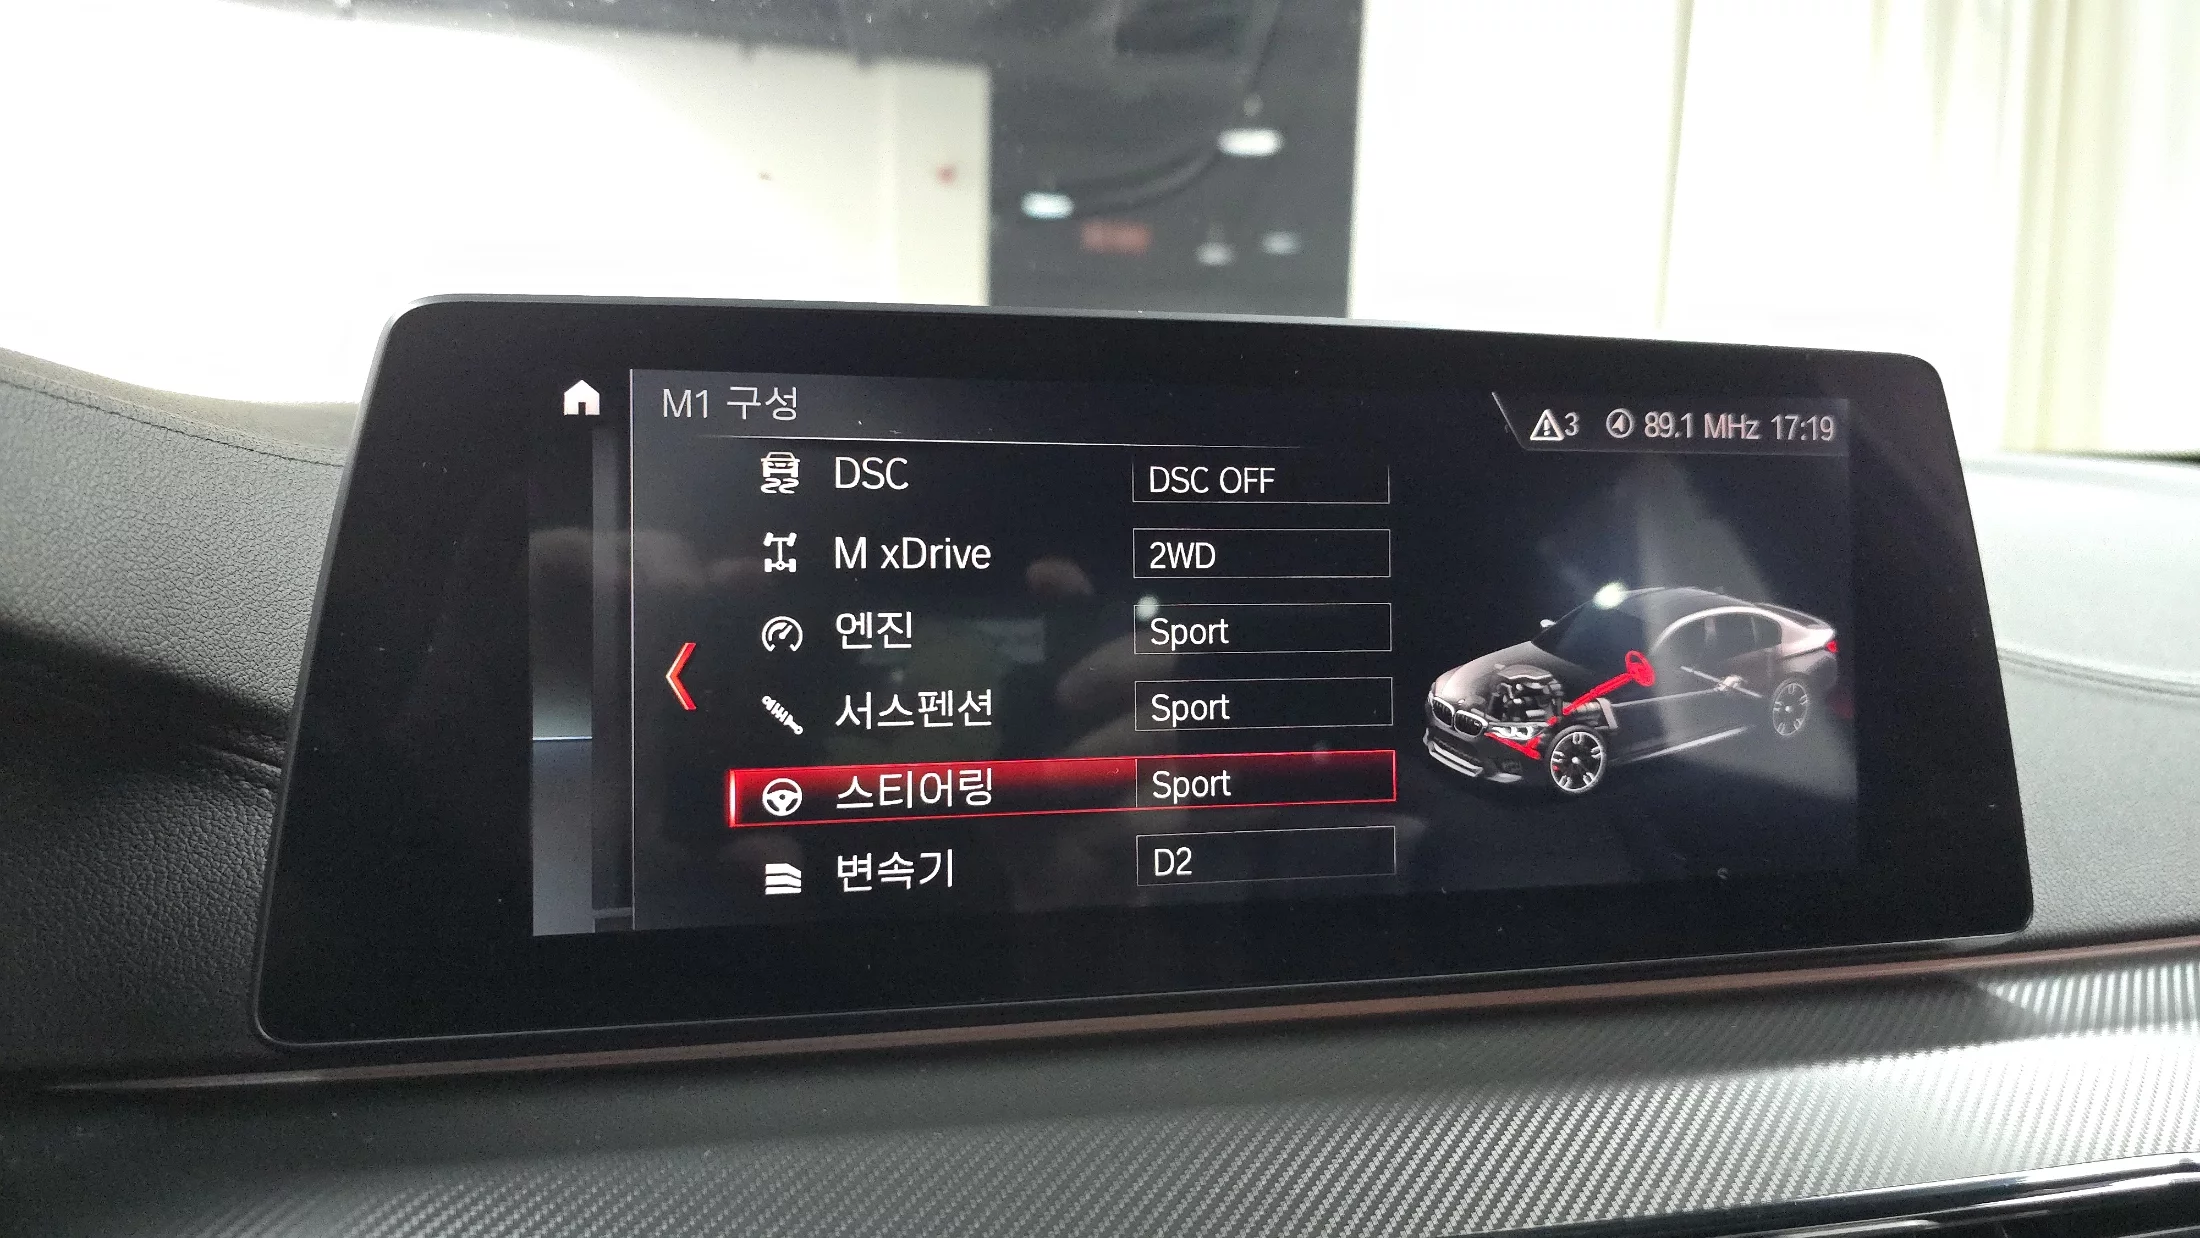 M1 구성
3 89.1 MHz 17:19
DSC DSC OFF
M xDrive 2WD
엔진 Sport
서스펜션 Sport
스티어링 Sport
변속기 D2